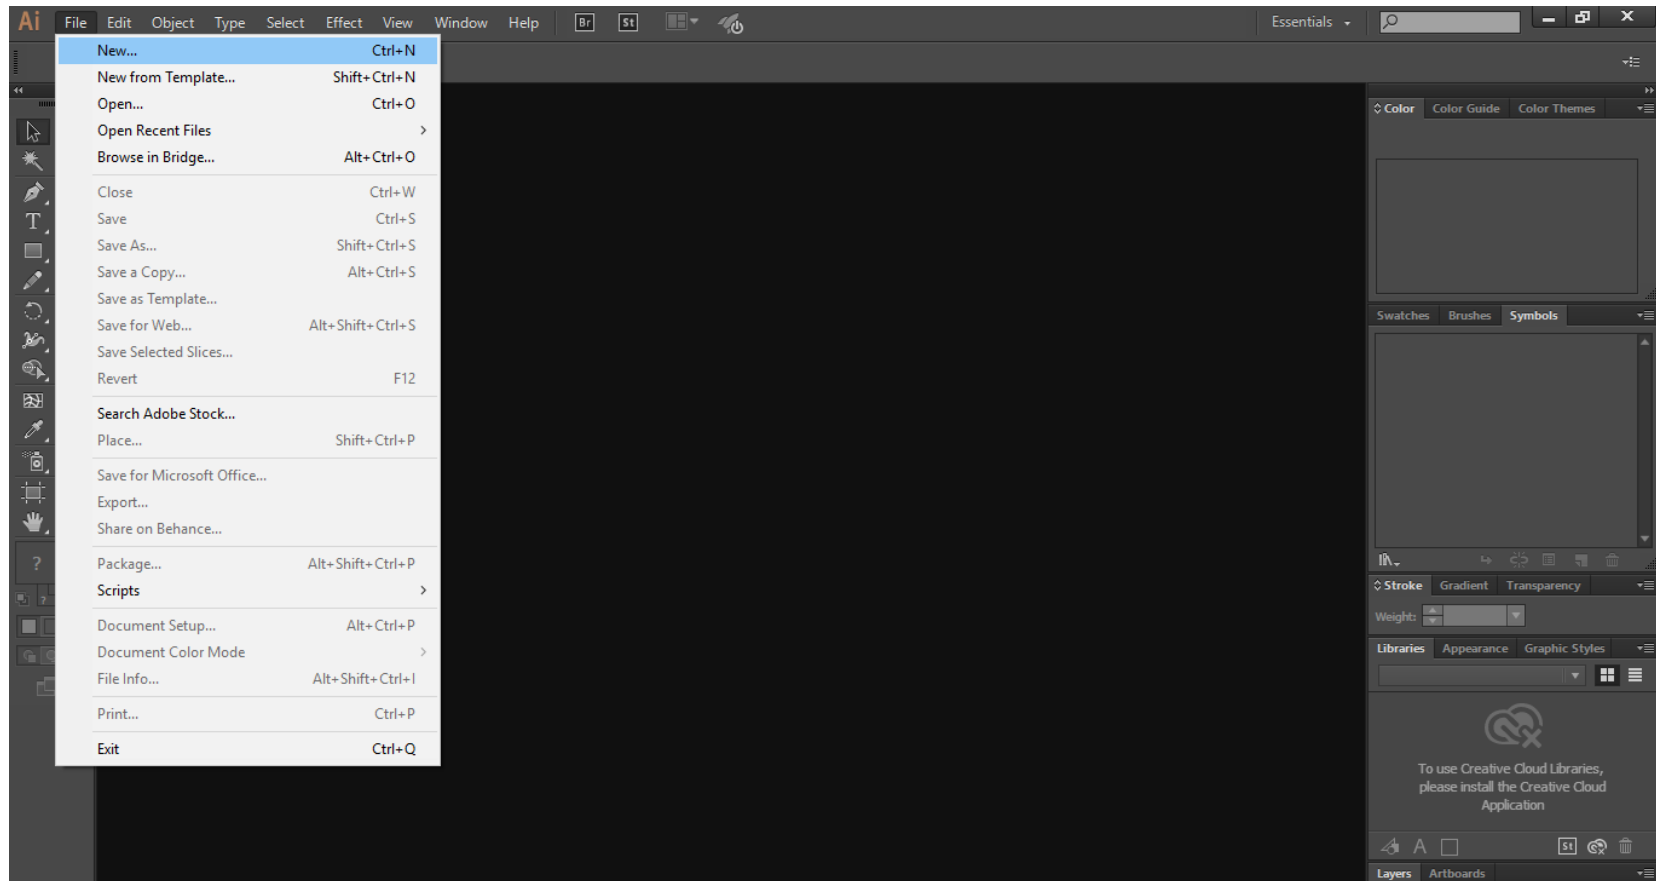 Ai File Edit Object Type Select Effect View Window Help Br St Essentials
New... Ctrl+N
New from Template... Shift+Ctrl+N
Open... Ctrl+O
Open Recent Files
Browse in Bridge... Alt+Ctrl+O
Close Ctrl+W
Save Ctrl+S
Save As... Shift+Ctrl+S
Save a Copy... Alt+Ctrl+S
Save as Template...
Save for Web... Alt+Shift+Ctrl+S
Save Selected Slices...
Revert F12
Search Adobe Stock...
Place... Shift+Ctrl+P
Save for Microsoft Office...
Export...
Share on Behance...
Package... Alt+Shift+Ctrl+P
Scripts
Document Setup... Alt+Ctrl+P
Document Color Mode
File Info... Alt+Shift+Ctrl+I
Print... Ctrl+P
Exit Ctrl+Q
T
?
?
Color Color Guide Color Themes
Swatches Brushes Symbols
Stroke Gradient Transparency
Weight:
Libraries Appearance Graphic Styles
To use Creative Cloud Libraries,
please install the Creative Cloud
Application
A St
Layers Artboards